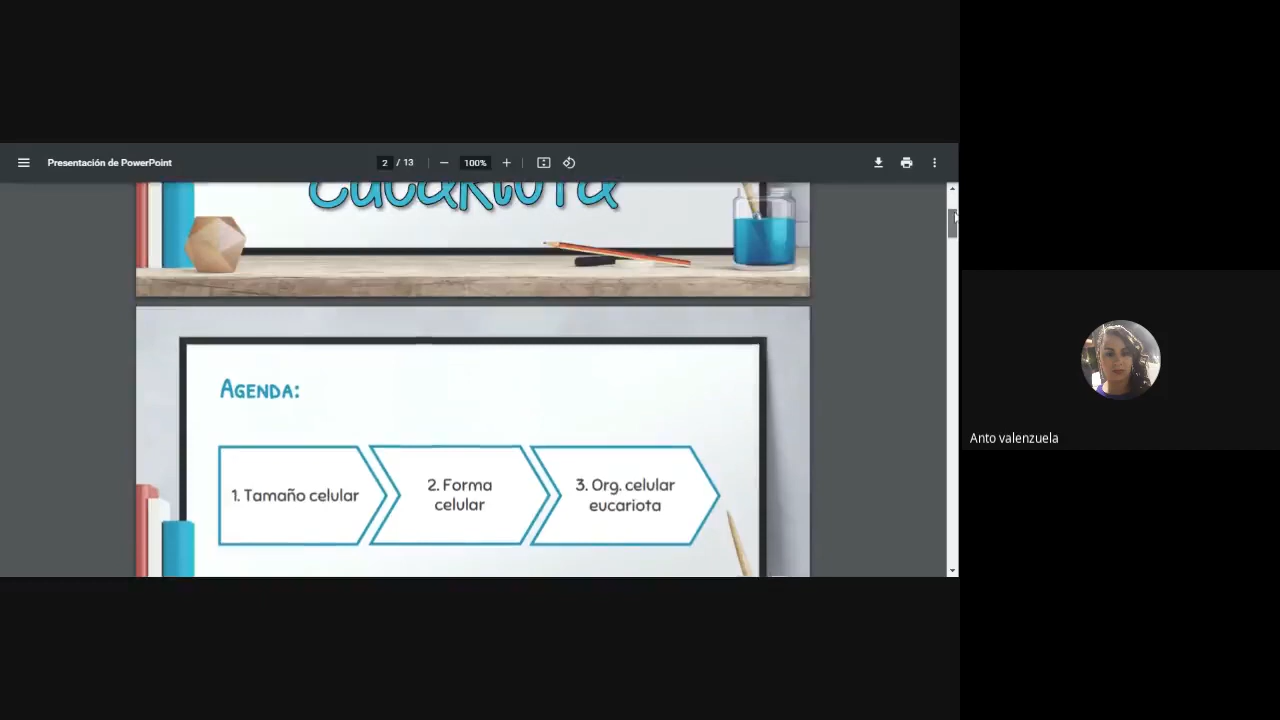 Presentación de PowerPoint
2 / 13
100%
Eucariota
AGENDA:
1. Tamaño celular
2. Forma
celular
3. Org. celular
eucariota
Anto valenzuela